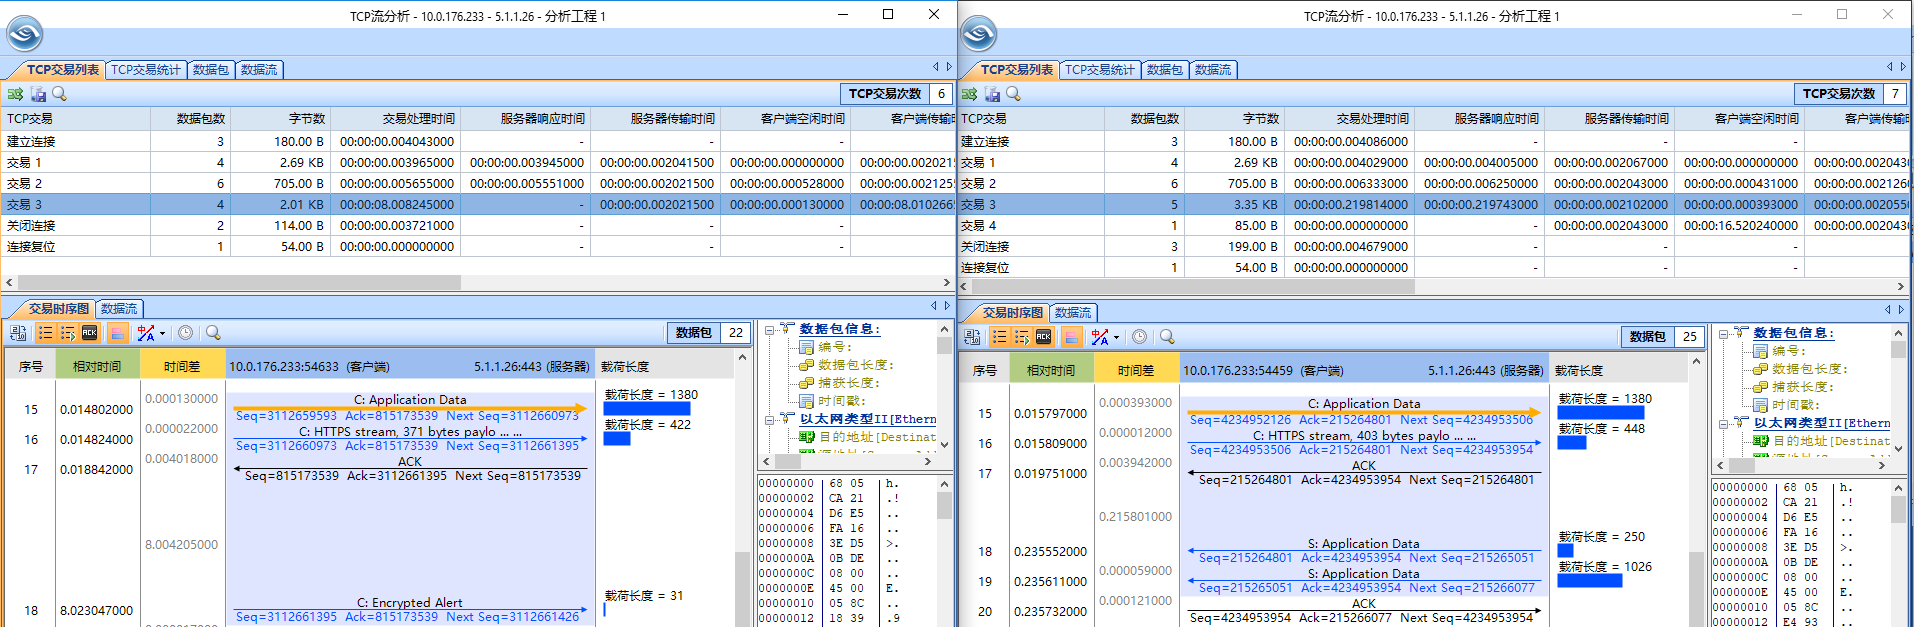 TCP流分析 - 10.0.176.233 - 5.1.1.26 - 分析工程 1
TCP交易列表 TCP交易统计 数据包 数据流
TCP交易次数 6
TCP交易 数据包数 字节数 交易处理时间 服务器响应时间 服务器传输时间 客户端空闲时间 客户端传输时
建立连接 3 180.00 B 00:00:00.004043000 - - -
交易 1 4 2.69 KB 00:00:00.003965000 00:00:00.003945000 00:00:00.002041500 00:00:00.000000000 00:00:00.002021
交易 2 6 705.00 B 00:00:00.005655000 00:00:00.005551000 00:00:00.002021500 00:00:00.000528000 00:00:00.002125
交易 3 4 2.01 KB 00:00:08.008245000 - 00:00:00.002021500 00:00:00.000130000 00:00:08.010266
关闭连接 2 114.00 B 00:00:00.003721000 - - -
连接复位 1 54.00 B 00:00:00.000000000 - - -
交易时序图 数据流
ACK 数据包 22
序号 相对时间 时间差 10.0.176.233:54633 (客户端) 5.1.1.26:443 (服务器) 载荷长度
0.000130000
15 0.014802000 C: Application Data 载荷长度 = 1380
Seq=3112659593 Ack=815173539 Next Seq=3112660973
0.000022000
16 0.014824000 C: HTTPS stream, 371 bytes paylo ... ... 载荷长度 = 422
Seq=3112660973 Ack=815173539 Next Seq=3112661395
0.004018000
17 0.018842000 ACK
Seq=815173539 Ack=3112661395 Next Seq=815173539
8.004205000
18 8.023047000 C: Encrypted Alert 载荷长度 = 31
Seq=3112661395 Ack=815173539 Next Seq=3112661426
数据包信息:
编号:
数据包长度:
捕获长度:
时间戳:
以太网类型II[Ethern
目的地址[Destinat
00000000 68 05 h.
00000002 CA 21 .!
00000004 D6 E5 ..
00000006 FA 16 ..
00000008 3E D5 >.
0000000A 0B DE ..
0000000C 08 00 ..
0000000E 45 00 E.
00000010 05 8C ..
00000012 18 39 .9
TCP流分析 - 10.0.176.233 - 5.1.1.26 - 分析工程 1
TCP交易列表 TCP交易统计 数据包 数据流
TCP交易次数 7
TCP交易 数据包数 字节数 交易处理时间 服务器响应时间 服务器传输时间 客户端空闲时间 客户端传输时
建立连接 3 180.00 B 00:00:00.004086000 - - -
交易 1 4 2.69 KB 00:00:00.004029000 00:00:00.004005000 00:00:00.002067000 00:00:00.000000000 00:00:00.002043
交易 2 6 705.00 B 00:00:00.006333000 00:00:00.006250000 00:00:00.002043000 00:00:00.000431000 00:00:00.002126
交易 3 5 3.35 KB 00:00:00.219814000 00:00:00.219743000 00:00:00.002102000 00:00:00.000393000 00:00:00.002055
交易 4 1 85.00 B 00:00:00.000000000 - 00:00:00.002043000 00:00:16.520240000 00:00:00.002043
关闭连接 3 199.00 B 00:00:00.004679000 - - -
连接复位 1 54.00 B 00:00:00.000000000 - - -
交易时序图 数据流
ACK 数据包 25
序号 相对时间 时间差 10.0.176.233:54459 (客户端) 5.1.1.26:443 (服务器) 载荷长度
0.000393000
15 0.015797000 C: Application Data 载荷长度 = 1380
Seq=4234952126 Ack=215264801 Next Seq=4234953506
0.000012000
16 0.015809000 C: HTTPS stream, 403 bytes paylo ... ... 载荷长度 = 448
Seq=4234953506 Ack=215264801 Next Seq=4234953954
0.003942000
17 0.019751000 ACK
Seq=215264801 Ack=4234953954 Next Seq=215264801
0.215801000
18 0.235552000 S: Application Data 载荷长度 = 250
Seq=215264801 Ack=4234953954 Next Seq=215265051
0.000059000
19 0.235611000 S: Application Data 载荷长度 = 1026
Seq=215265051 Ack=4234953954 Next Seq=215266077
0.000121000
20 0.235732000 ACK
Seq=4234953954 Ack=215266077 Next Seq=4234953954
数据包信息:
编号:
数据包长度:
捕获长度:
时间戳:
以太网类型II[Ethern
目的地址[Destinat
00000000 68 05 h.
00000002 CA 21 .!
00000004 D6 E5 ..
00000006 FA 16 ..
00000008 3E D5 >.
0000000A 0B DE ..
0000000C 08 00 ..
0000000E 45 00 E.
00000010 05 8C ..
00000012 E4 93 ..